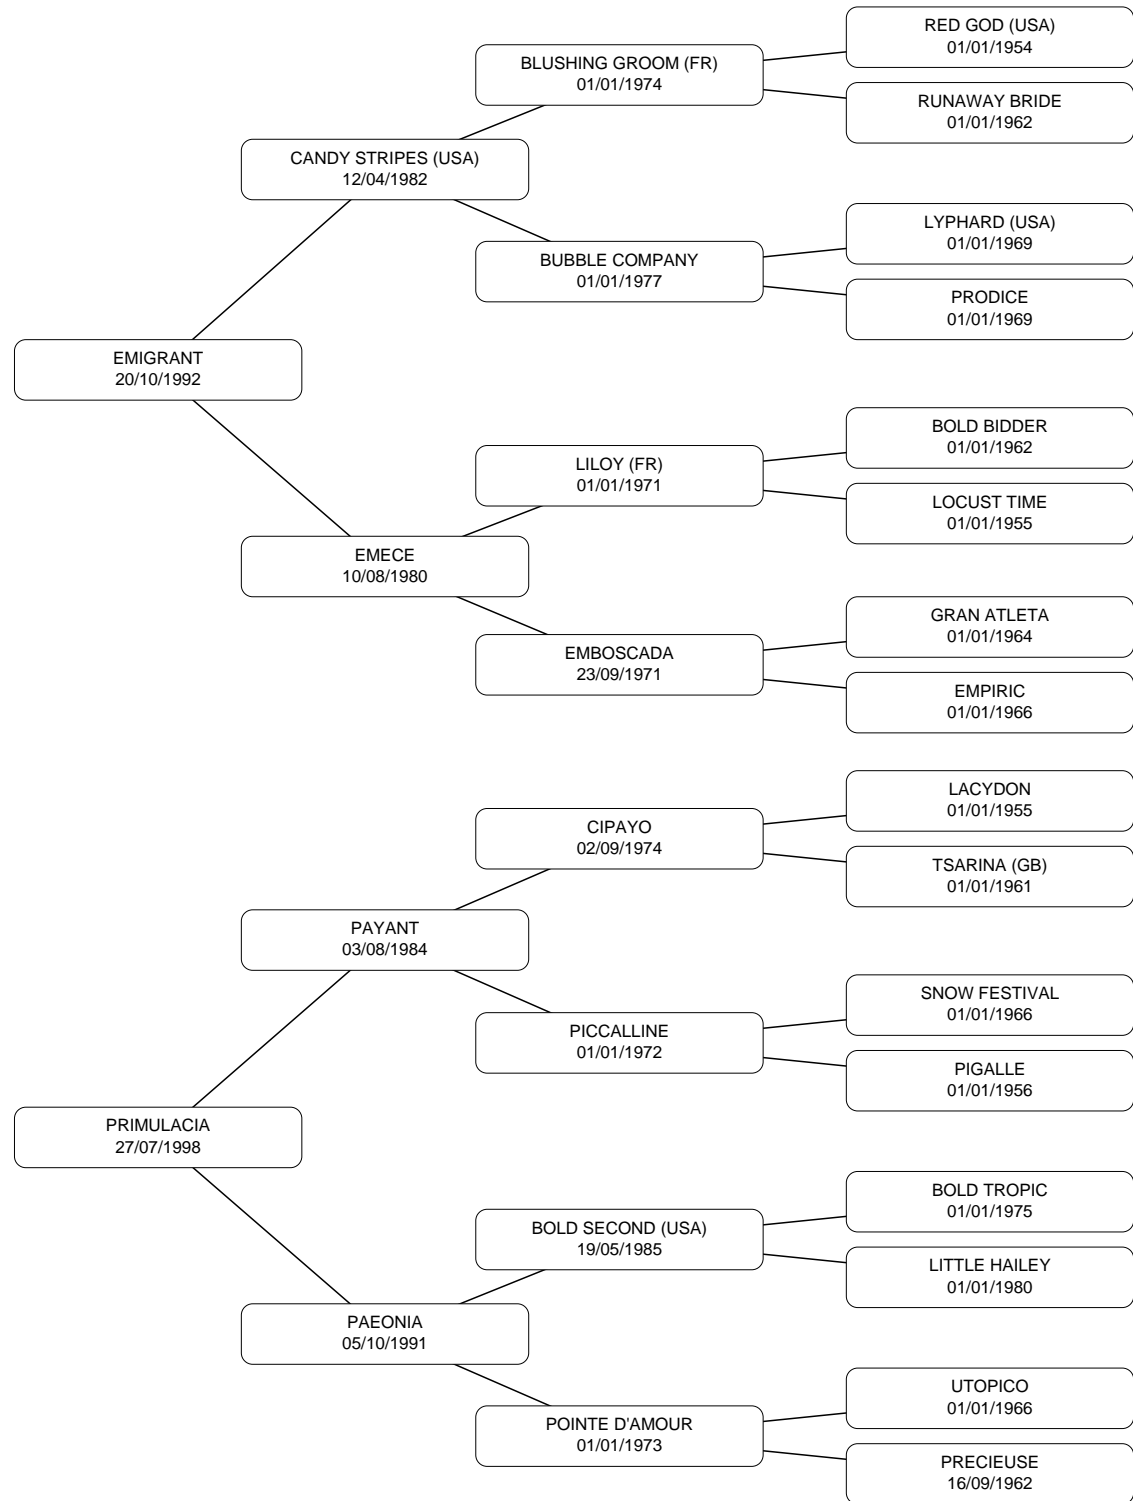 RED GOD (USA)
01/01/1954
BLUSHING GROOM (FR)
01/01/1974
RUNAWAY BRIDE
01/01/1962
CANDY STRIPES (USA)
12/04/1982
LYPHARD (USA)
01/01/1969
BUBBLE COMPANY
01/01/1977
PRODICE
01/01/1969
EMIGRANT
20/10/1992
BOLD BIDDER
01/01/1962
LILOY (FR)
01/01/1971
LOCUST TIME
01/01/1955
EMECE
10/08/1980
GRAN ATLETA
01/01/1964
EMBOSCADA
23/09/1971
EMPIRIC
01/01/1966
LACYDON
01/01/1955
CIPAYO
02/09/1974
TSARINA (GB)
01/01/1961
PAYANT
03/08/1984
SNOW FESTIVAL
01/01/1966
PICCALLINE
01/01/1972
PIGALLE
01/01/1956
PRIMULACIA
27/07/1998
BOLD TROPIC
01/01/1975
BOLD SECOND (USA)
19/05/1985
LITTLE HAILEY
01/01/1980
PAEONIA
05/10/1991
UTOPICO
01/01/1966
POINTE D'AMOUR
01/01/1973
PRECIEUSE
16/09/1962